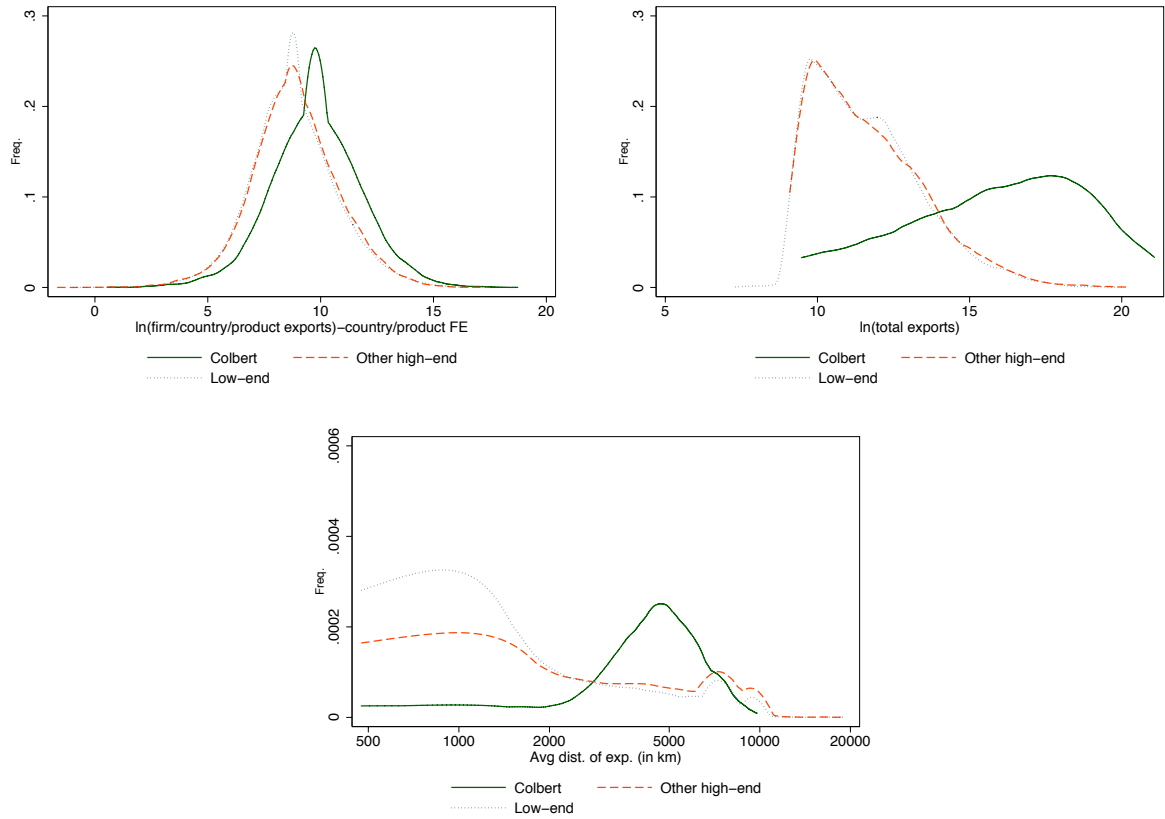 .3
.2
.1
0
Freq.
0 5 10 15 20
ln(firm/country/product exports)−country/product FE
Colbert Other high−end
Low−end
.3
.2
.1
0
Freq.
5 10 15 20
ln(total exports)
Colbert Other high−end
Low−end
.0006
.0004
.0002
0
Freq.
500 1000 2000 5000 10000 20000
Avg dist. of exp. (in km)
Colbert Other high−end
Low−end